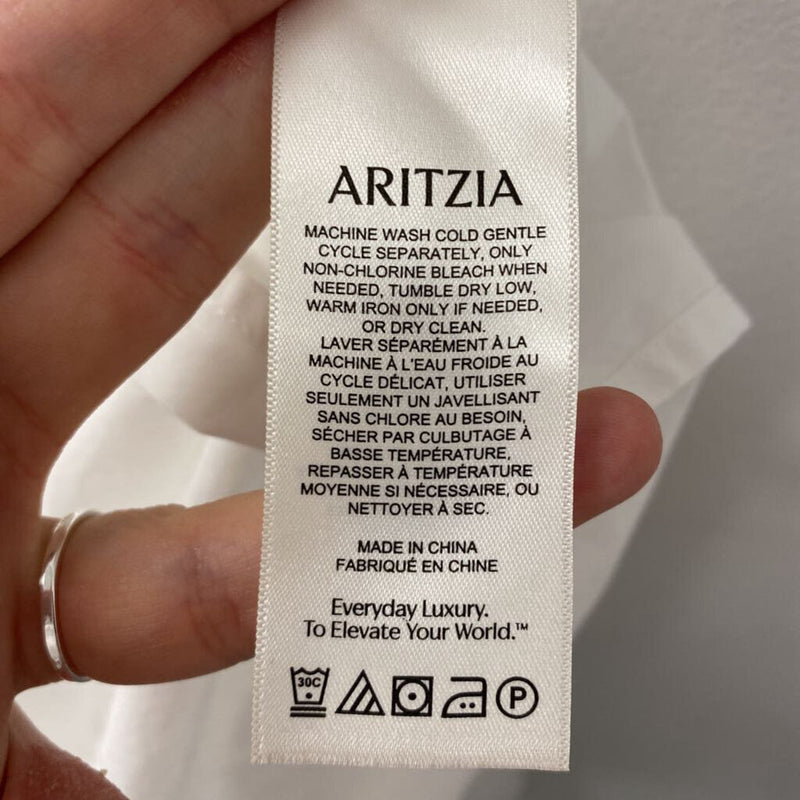 ARITZIA
MACHINE WASH COLD GENTLE
CYCLE SEPARATELY, ONLY
NON-CHLORINE BLEACH WHEN
NEEDED, TUMBLE DRY LOW,
WARM IRON ONLY IF NEEDED,
OR DRY CLEAN.
LAVER SÉPARÉMENT À LA
MACHINE À L'EAU FROIDE AU
CYCLE DÉLICAT, UTILISER
SEULEMENT UN JAVELLISANT
SANS CHLORE AU BESOIN,
SÉCHER PAR CULBUTAGE À
BASSE TEMPÉRATURE,
REPASSER À TEMPÉRATURE
MOYENNE SI NÉCESSAIRE, OU
NETTOYER À SEC.
MADE IN CHINA
FABRIQUÉ EN CHINE
Everyday Luxury.
To Elevate Your World.™
30C P